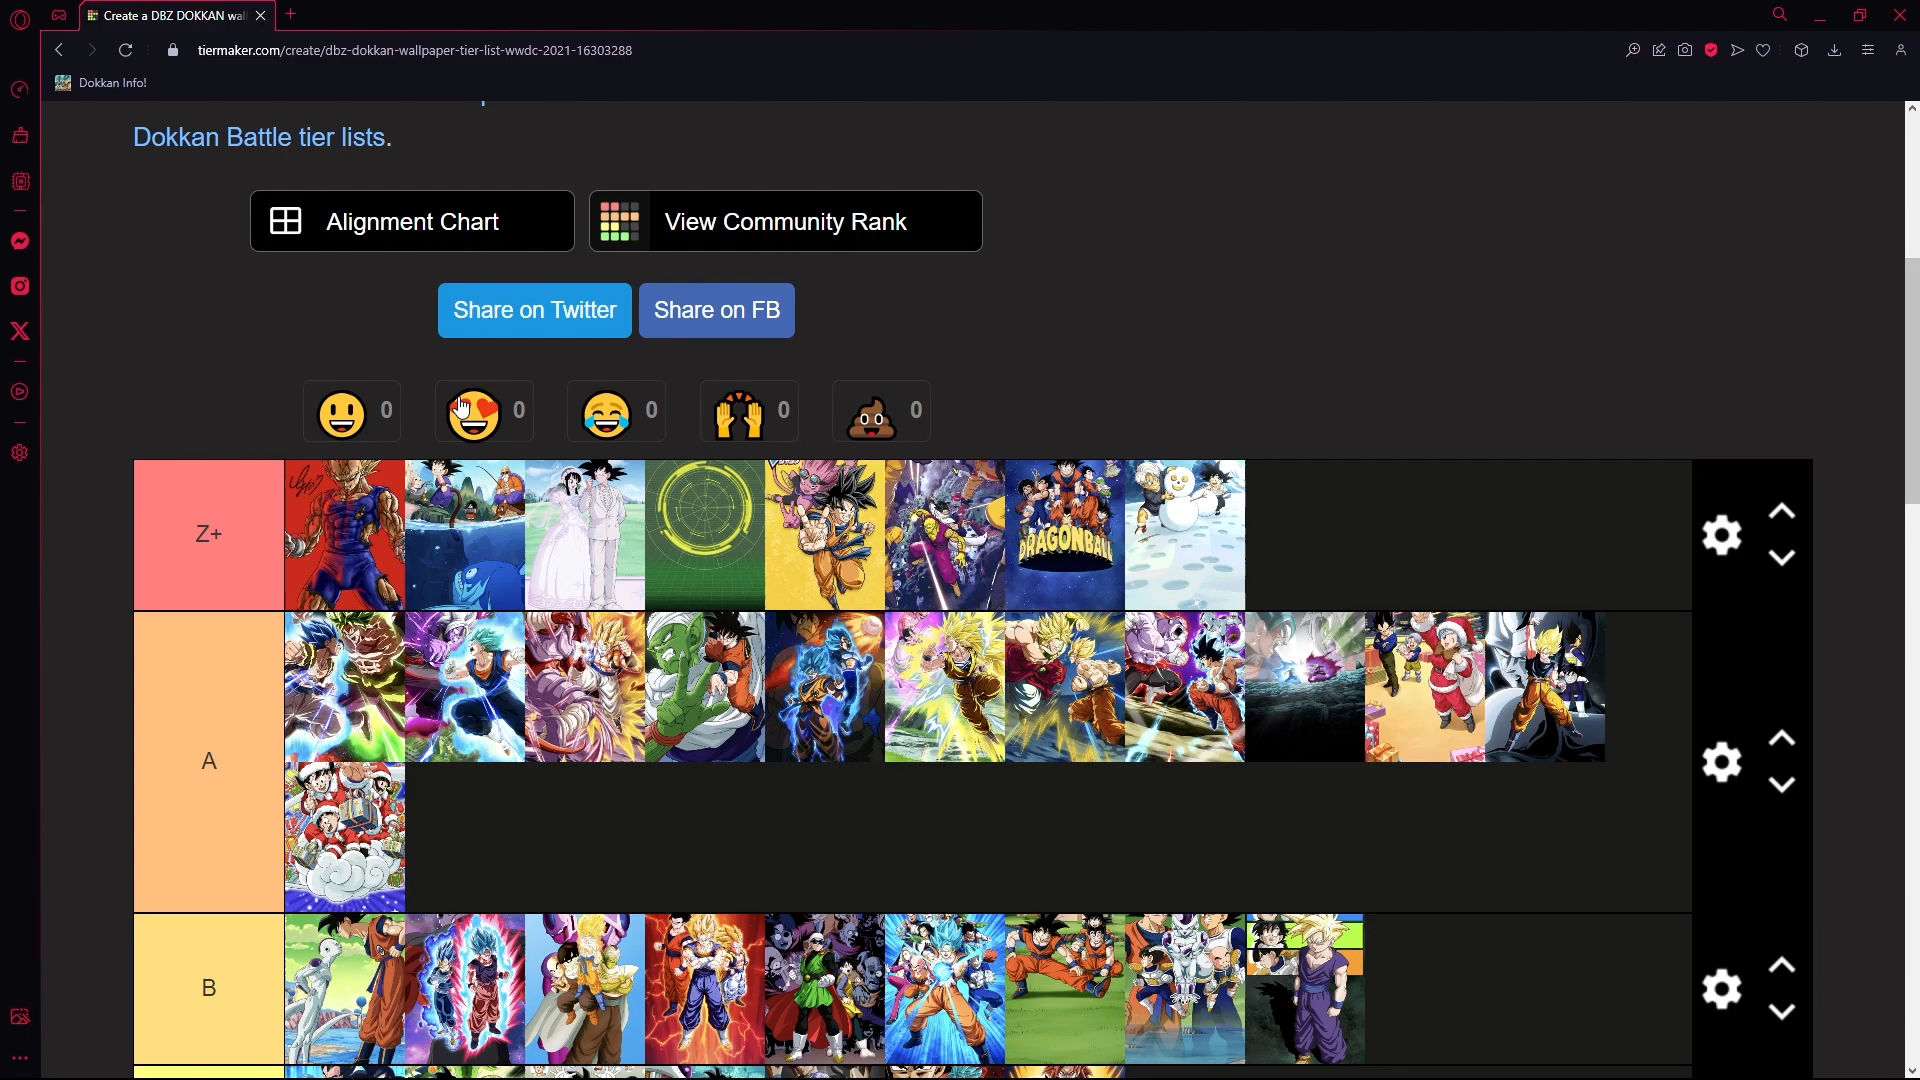 Create a DBZ DOKKAN wal
tiermaker.com/create/dbz-dokkan-wallpaper-tier-list-wwdc-2021-16303288
Dokkan Info!
Dokkan Battle tier lists.
Alignment Chart
View Community Rank
Share on Twitter
Share on FB
0
0
0
0
0
Z+
DRAGONBALL
A
B